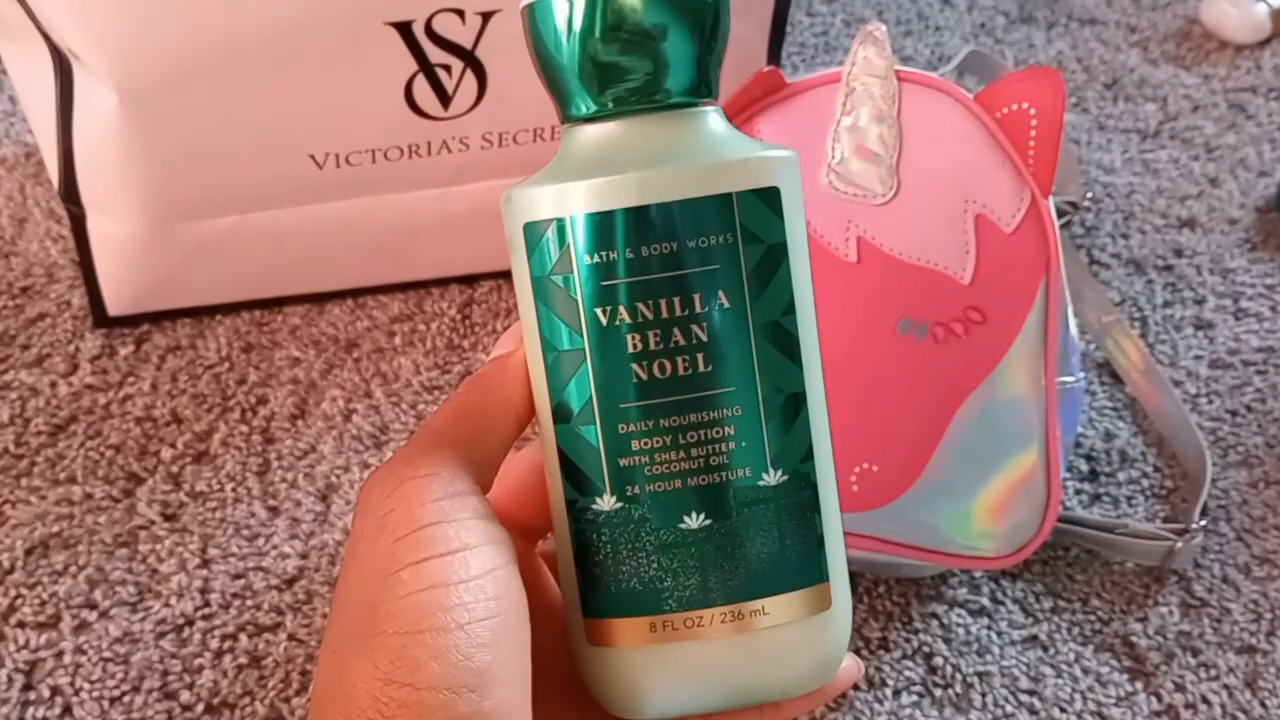 VS
VICTORIA'S SECRE
BATH & BODY WORKS
VANILLA
BEAN
NOEL
DAILY NOURISHING
BODY LOTION
WITH SHEA BUTTER +
COCONUT OIL
24 HOUR MOISTURE
8 FL OZ / 236 mL